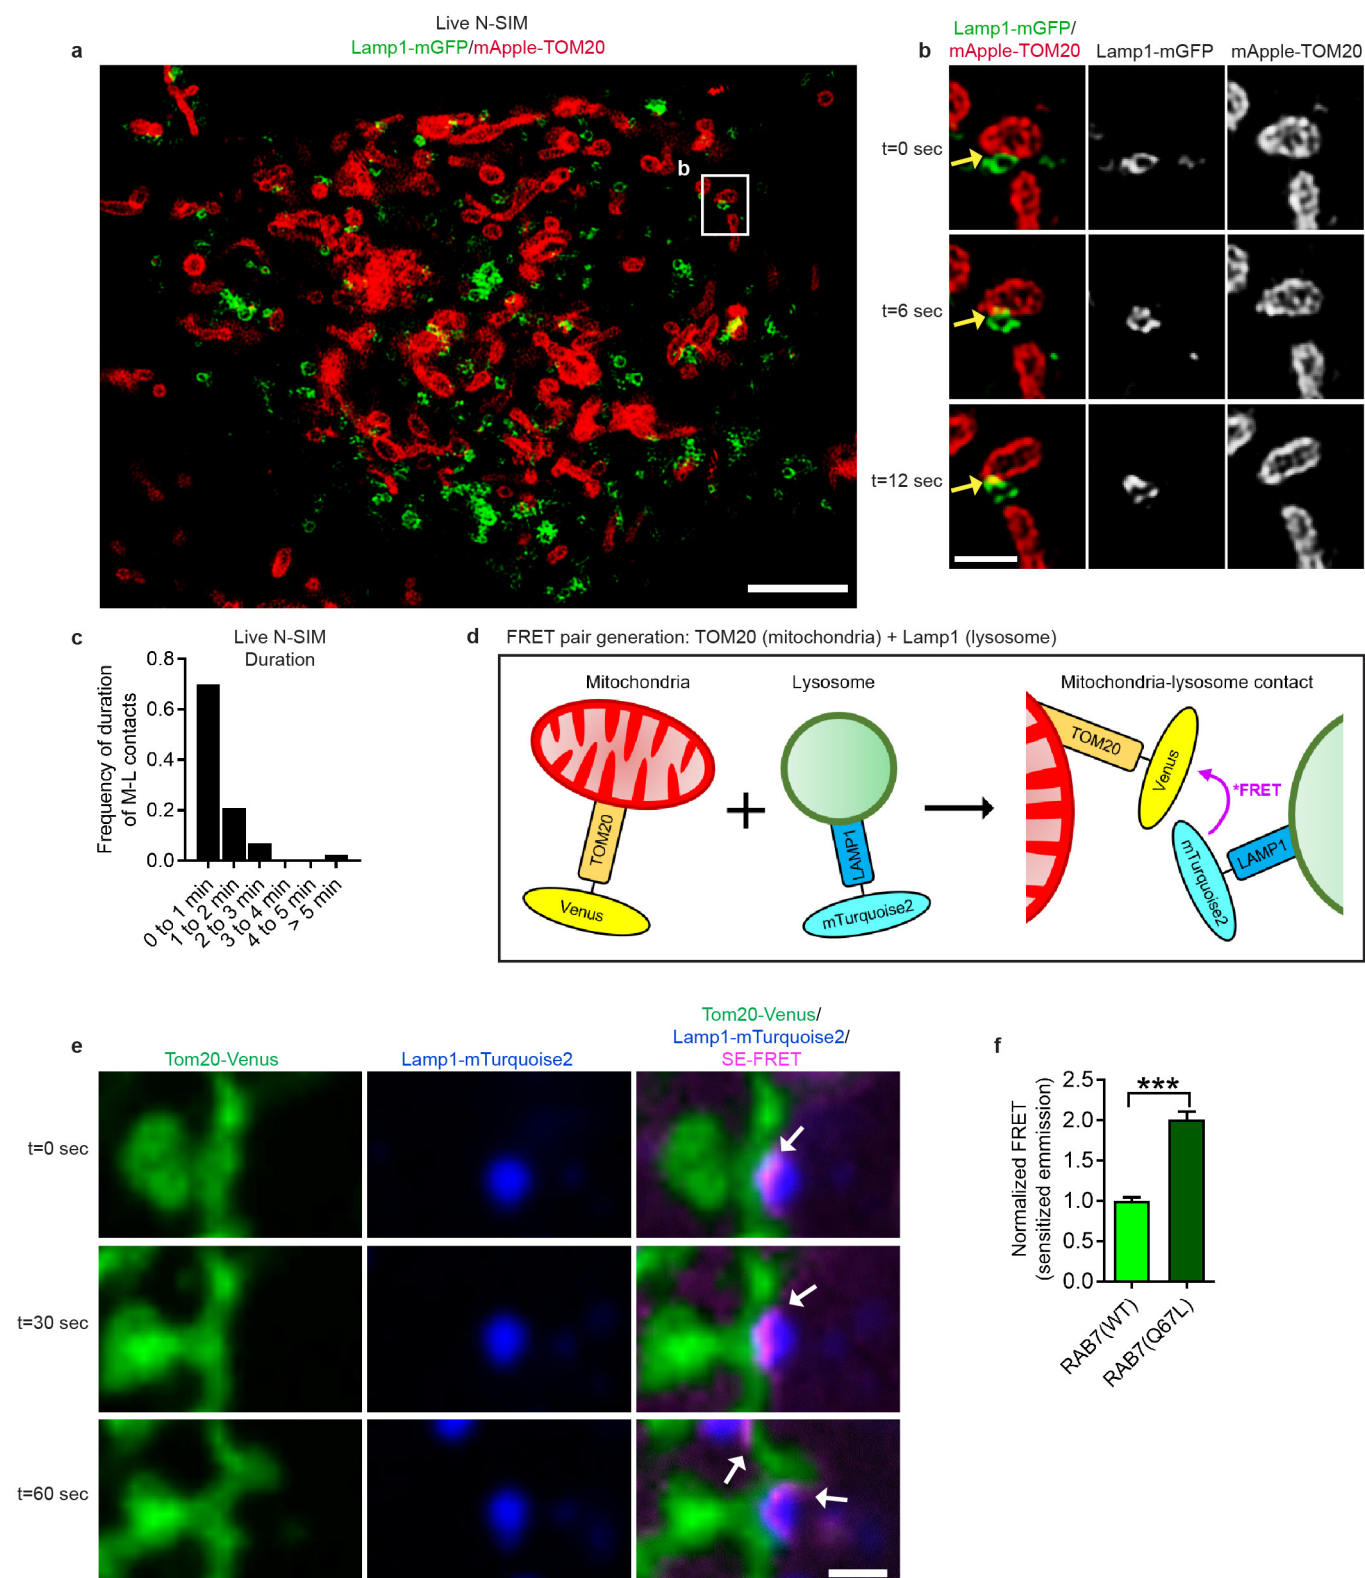 a
Live N-SIM
Lamp1-mGFP/mApple-TOM20
b
b
Lamp1-mGFP/
mApple-TOM20
Lamp1-mGFP
mApple-TOM20
t=0 sec
t=6 sec
t=12 sec
c
Live N-SIM
Duration
Frequency of duration
of M-L contacts
0.8
0.6
0.4
0.2
0.0
0 to 1 min
1 to 2 min
2 to 3 min
3 to 4 min
4 to 5 min
> 5 min
d
FRET pair generation: TOM20 (mitochondria) + Lamp1 (lysosome)
Mitochondria
Lysosome
Mitochondria-lysosome contact
TOM20
Venus
+
LAMP1
mTurquoise2
TOM20
Venus
*FRET
mTurquoise2
LAMP1
e
Tom20-Venus
Lamp1-mTurquoise2
Tom20-Venus/
Lamp1-mTurquoise2/
SE-FRET
t=0 sec
t=30 sec
t=60 sec
f
Normalized FRET
(sensitized emmission)
2.5
2.0
1.5
1.0
0.5
0.0
***
RAB7(WT)
RAB7(Q67L)